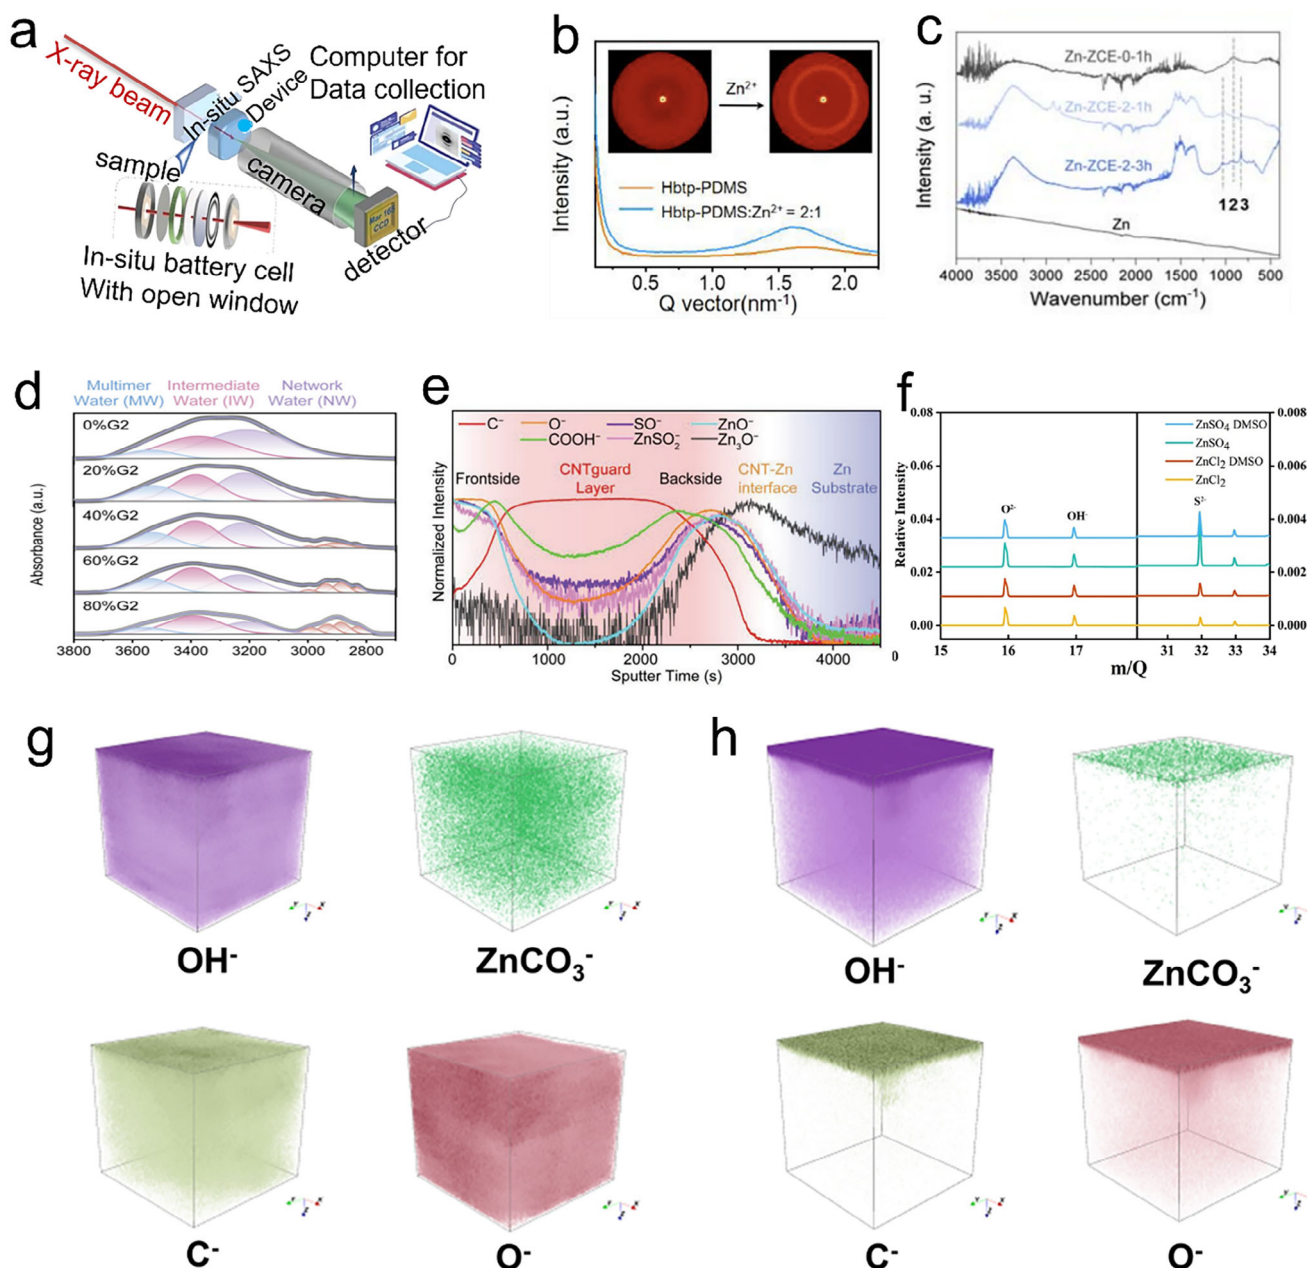 a
X-ray beam
In-situ SAXS
Device
Computer for
Data collection
sample
camera
detector
In-situ battery cell
With open window
b
Intensity (a.u.)
Zn²⁺
Hbtp-PDMS
Hbtp-PDMS:Zn²⁺ = 2:1
0.5 1.0 1.5 2.0
Q vector(nm⁻¹)
c
Intensity (a. u.)
Zn-ZCE-0-1h
Zn-ZCE-2-1h
Zn-ZCE-2-3h
1 2 3
Zn
4000 3500 3000 2500 2000 1500 1000 500
Wavenumber (cm⁻¹)
d
Multimer
Water (MW)
Intermediate
Water (IW)
Network
Water (NW)
Absorbance (a.u.)
0%G2
20%G2
40%G2
60%G2
80%G2
3800 3600 3400 3200 3000 2800
e
Normalized Intensity
C⁻ O⁻ SO⁻ ZnO⁻
COOH⁻ ZnSO₂⁻ Zn₃O⁻
Frontside
CNTguard
Layer
Backside
CNT-Zn
interface
Zn
Substrate
0 1000 2000 3000 4000
Sputter Time (s)
f
Relative Intensity
0.08 0.008
0.06 0.006
0.04 0.004
0.02 0.002
0.00 0.000
0
ZnSO₄ DMSO
ZnSO₄
ZnCl₂ DMSO
ZnCl₂
O²⁻
OH⁻
S²⁻
15 16 17 31 32 33 34
m/Q
g
OH⁻
ZnCO₃⁻
C⁻
O⁻
h
OH⁻
ZnCO₃⁻
C⁻
O⁻